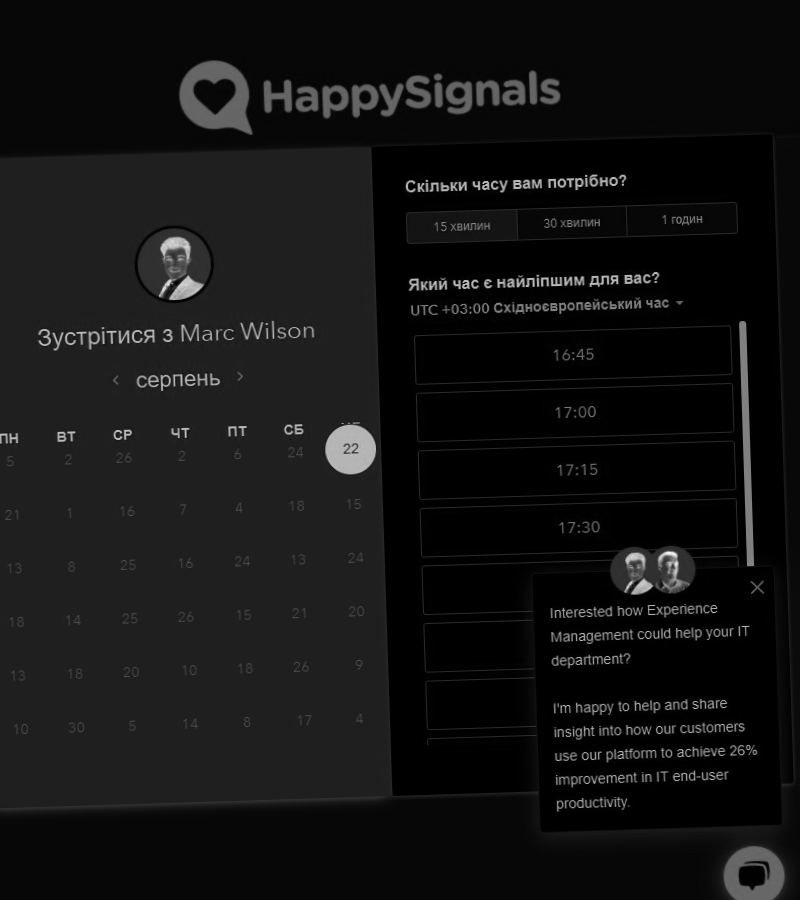 HappySignals
Зустрітися з Marc Wilson
серпень
ПН ВТ СР ЧТ ПТ СБ
5 2 26 2 6 24 22
21 1 16 7 4 18 15
13 8 25 16 24 13 24
18 14 25 26 15 21 20
13 18 20 10 18 26 9
10 30 5 14 8 17 4
Скільки часу вам потрібно?
15 хвилин 30 хвилин 1 годин
Який час є найліпшим для вас?
UTC +03:00 Східноєвропейський час
16:45
17:00
17:15
17:30
Interested how Experience
Management could help your IT
department?
I'm happy to help and share
insight into how our customers
use our platform to achieve 26%
improvement in IT end-user
productivity.